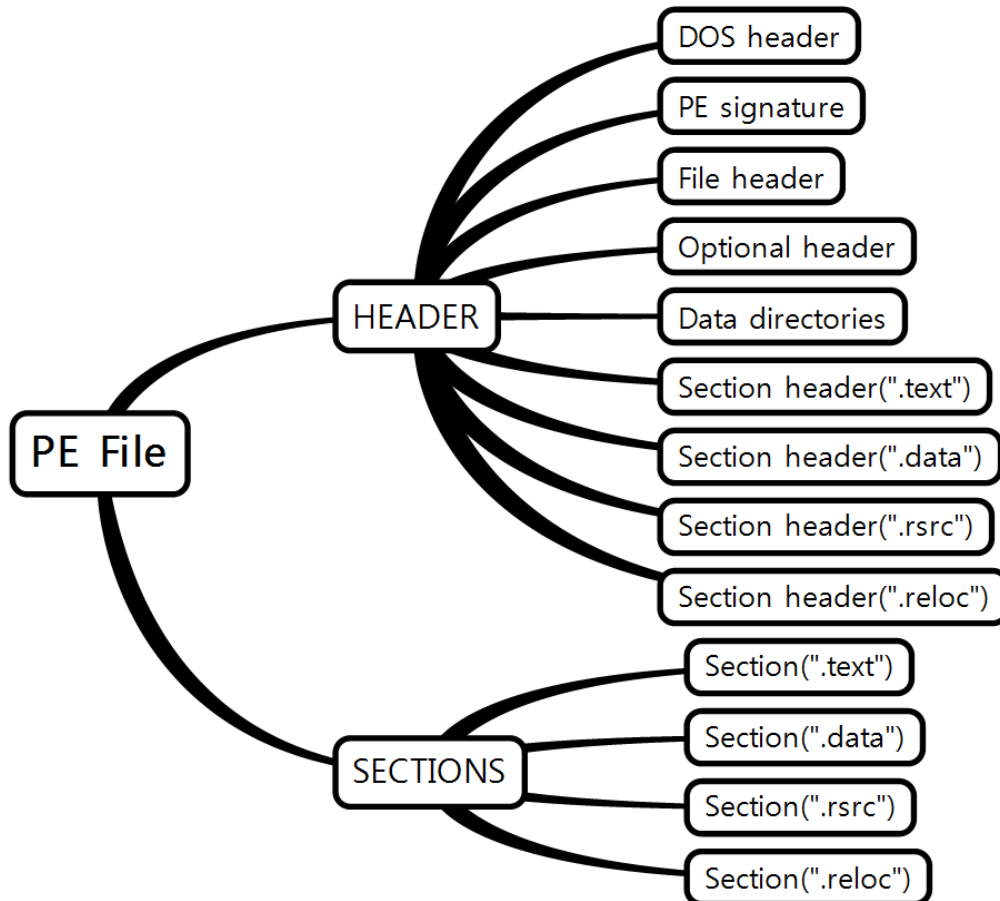 DOS header
PE signature
File header
Optional header
HEADER
Data directories
Section header(".text")
PE File
Section header(".data")
Section header(".rsrc")
Section header(".reloc")
Section(".text")
Section(".data")
SECTIONS
Section(".rsrc")
Section(".reloc")